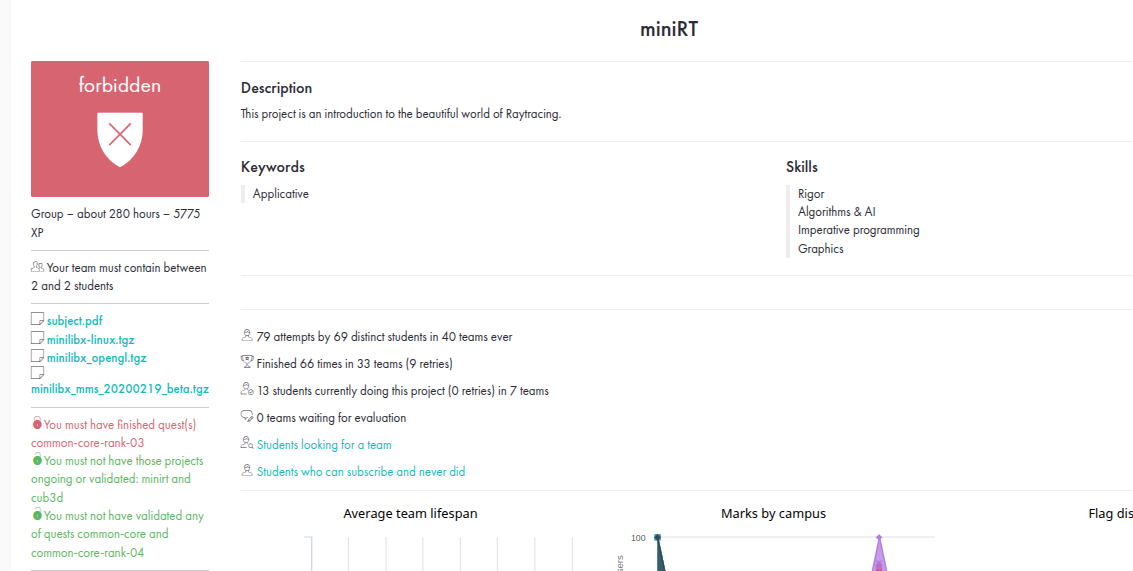 miniRT
forbidden
Group – about 280 hours – 5775
XP
Your team must contain between
2 and 2 students
subject.pdf
minilibx-linux.tgz
minilibx_opengl.tgz
minilibx_mms_20200219_beta.tgz
You must have finished quest(s)
common-core-rank-03
You must not have those projects
ongoing or validated: minirt and
cub3d
You must not have validated any
of quests common-core and
common-core-rank-04
Description
This project is an introduction to the beautiful world of Raytracing.
Keywords
Applicative
Skills
Rigor
Algorithms & AI
Imperative programming
Graphics
79 attempts by 69 distinct students in 40 teams ever
Finished 66 times in 33 teams (9 retries)
13 students currently doing this project (0 retries) in 7 teams
0 teams waiting for evaluation
Students looking for a team
Students who can subscribe and never did
Average team lifespan
Marks by campus
100
sers
Flag dis